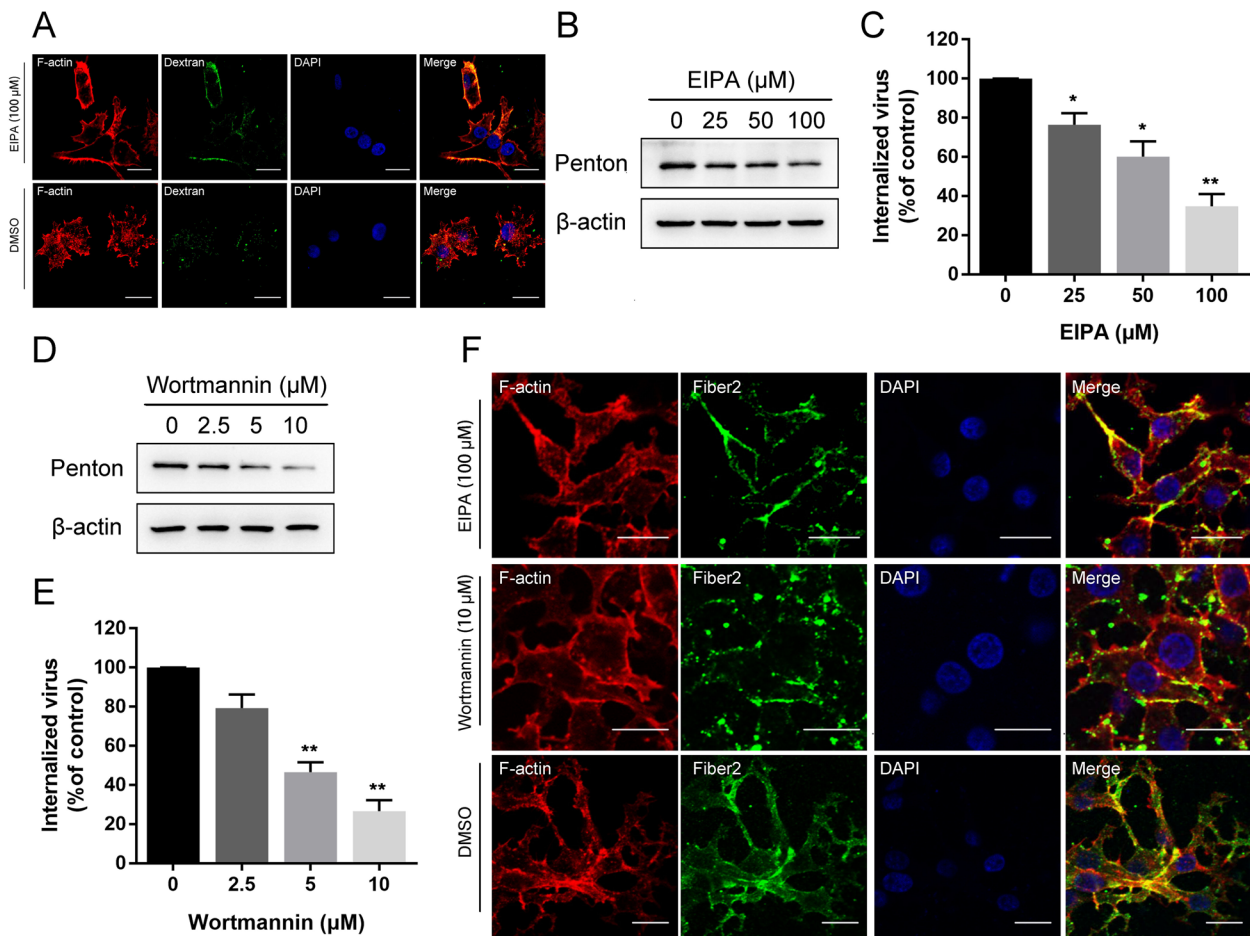 A
F-actin
Dextran
DAPI
Merge
EIPA (100 μM)
F-actin
Dextran
DAPI
Merge
DMSO
B
EIPA (μM)
0 25 50 100
Penton
β-actin
C
Internalized virus
(%of control)
120
100
80
60
40
20
0
*
*
**
0 25 50 100
EIPA (μM)
D
Wortmannin (μM)
0 2.5 5 10
Penton
β-actin
E
Internalized virus
(%of control)
120
100
80
60
40
20
0
**
**
0 2.5 5 10
Wortmannin (μM)
F
F-actin
Fiber2
DAPI
Merge
EIPA (100 μM)
F-actin
Fiber2
DAPI
Merge
Wortmannin (10 μM)
F-actin
Fiber2
DAPI
Merge
DMSO